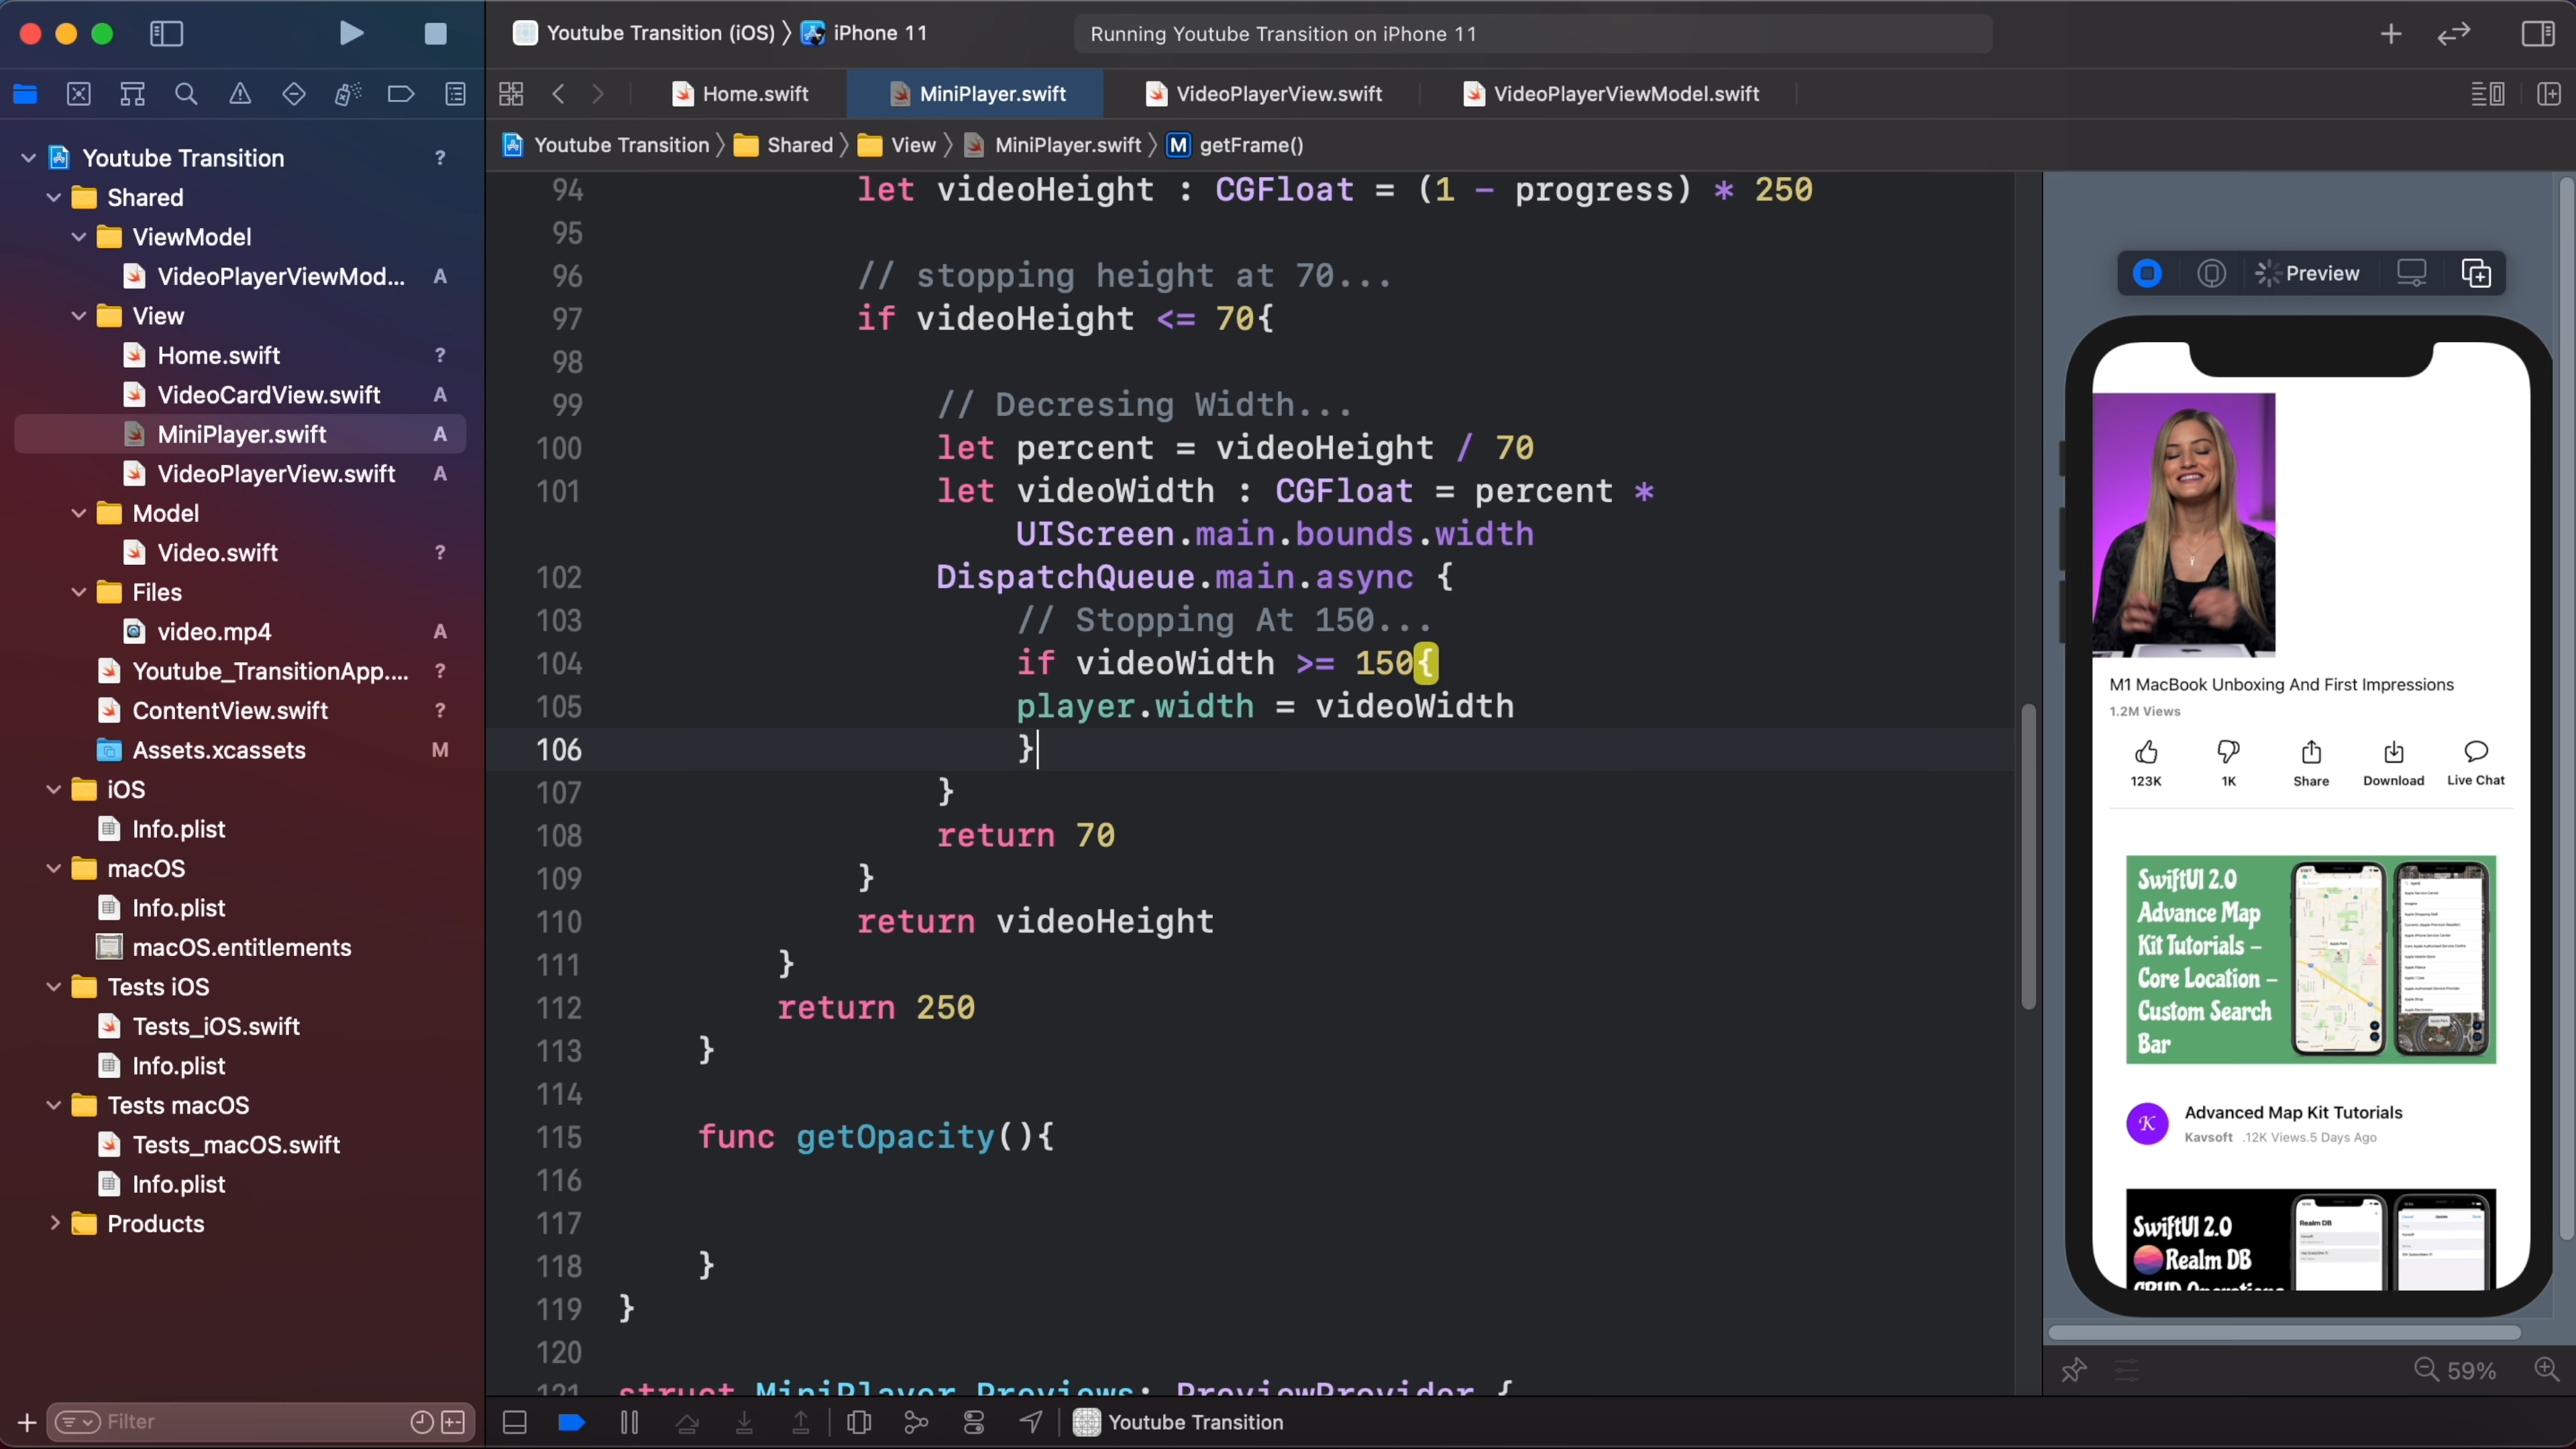 Youtube Transition (iOS) 〉 iPhone 11
Running Youtube Transition on iPhone 11
Home.swift
MiniPlayer.swift
VideoPlayerView.swift
VideoPlayerViewModel.swift
Youtube Transition 〉 Shared 〉 View 〉 MiniPlayer.swift 〉 M getFrame()
Youtube Transition ?
Shared
ViewModel
VideoPlayerViewMod... A
View
Home.swift ?
VideoCardView.swift A
MiniPlayer.swift A
VideoPlayerView.swift A
Model
Video.swift ?
Files
video.mp4 A
Youtube_TransitionApp.... ?
ContentView.swift ?
Assets.xcassets M
iOS
Info.plist
macOS
Info.plist
macOS.entitlements
Tests iOS
Tests_iOS.swift
Info.plist
Tests macOS
Tests_macOS.swift
Info.plist
Products
Filter
94 let videoHeight : CGFloat = (1 - progress) * 250
95
96 // stopping height at 70...
97 if videoHeight <= 70{
98
99 // Decresing Width...
100 let percent = videoHeight / 70
101 let videoWidth : CGFloat = percent *
UIScreen.main.bounds.width
102 DispatchQueue.main.async {
103 // Stopping At 150...
104 if videoWidth >= 150{
105 player.width = videoWidth
106 }
107 }
108 return 70
109 }
110 return videoHeight
111 }
112 return 250
113 }
114
115 func getOpacity(){
116
117
118 }
119 }
120
121 struct MiniPlayer_Previews: PreviewProvider {
Youtube Transition
Preview
M1 MacBook Unboxing And First Impressions
1.2M Views
123K
1K
Share
Download
Live Chat
SwiftUI 2.0
Advance Map
Kit Tutorials -
Core Location -
Custom Search
Bar
K
Advanced Map Kit Tutorials
Kavsoft .12K Views.5 Days Ago
SwiftUI 2.0
Realm DB
CRUD Operations
Realm DB
59%